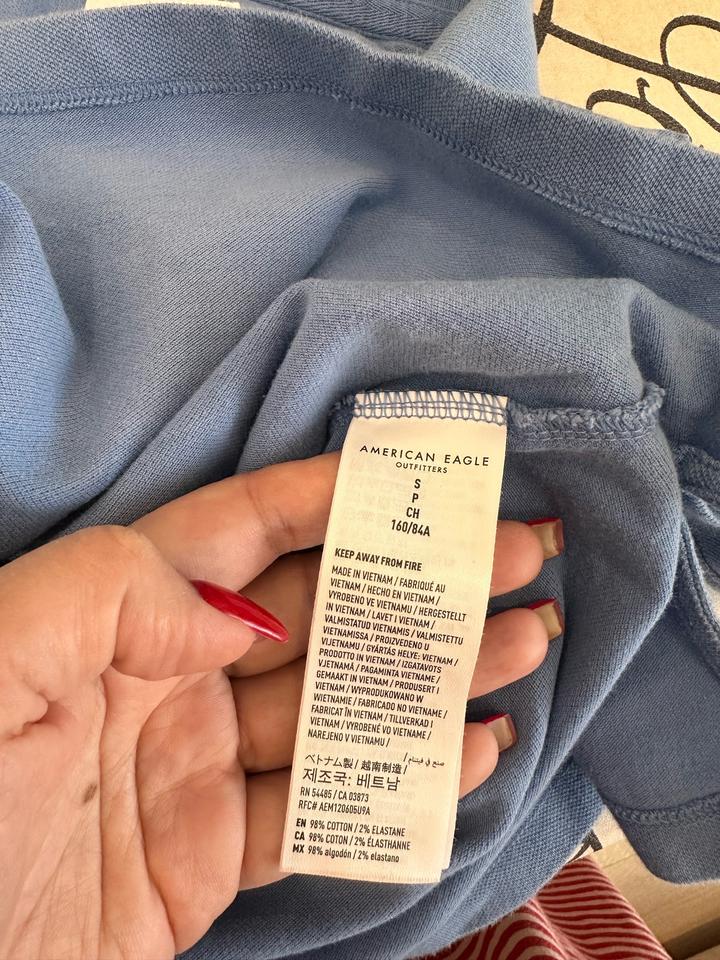 AMERICAN EAGLE
OUTFITTERS
S
P
CH
160/84A
KEEP AWAY FROM FIRE
MADE IN VIETNAM / FABRIQUÉ AU
VIETNAM / HECHO EN VIETNAM /
VYROBENO VE VIETNAMU / HERGESTELLT
IN VIETNAM / LAVET I VIETNAM /
VALMISTATUD VIETNAMIS / VALMISTETTU
VIETNAMISSA / PROIZVEDENO U
VIJETNAMU / GYÁRTÁS HELYE: VIETNAM /
PRODOTTO IN VIETNAM / IZGATAVOTS
VJETNAMĀ / PAGAMINTA VIETNAME /
GEMAAKT IN VIETNAM / PRODUSERT I
VIETNAM / WYPRODUKOWANO W
WIETNAMIE / FABRICADO NO VIETNAME /
FABRICAT ÎN VIETNAM / TILLVERKAD I
VIETNAM / VYROBENÉ VO VIETNAME /
NAREJENO V VIETNAMU /
ベトナム製 / 越南制造 / صنع في فيتنام /
제조국: 베트남
RN 54485 / CA 03873
RFC# AEM120605U9A
EN 98% COTTON / 2% ELASTANE
CA 98% COTON / 2% ÉLASTHANNE
MX 98% algodón / 2% elastano